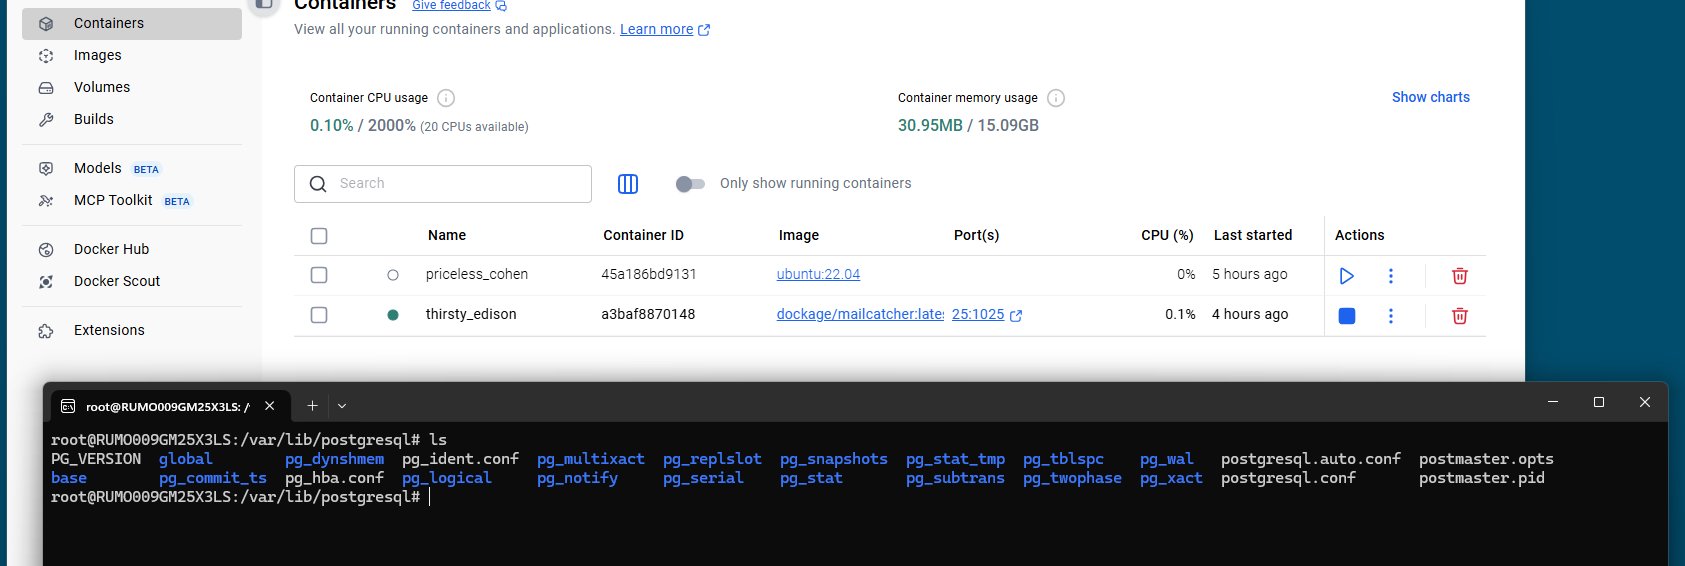 Containers Give feedback
Containers
View all your running containers and applications. Learn more
Images
Volumes
Builds
Models BETA
MCP Toolkit BETA
Docker Hub
Docker Scout
Extensions
Container CPU usage
0.10% / 2000% (20 CPUs available)
Container memory usage
30.95MB / 15.09GB
Show charts
Search
Only show running containers
Name Container ID Image Port(s) CPU (%) Last started Actions
priceless_cohen 45a186bd9131 ubuntu:22.04 0% 5 hours ago
thirsty_edison a3baf8870148 dockage/mailcatcher:late 25:1025 0.1% 4 hours ago
root@RUMO009GM25X3LS: /
root@RUMO009GM25X3LS:/var/lib/postgresql# ls
PG_VERSION global pg_dynshmem pg_ident.conf pg_multixact pg_replslot pg_snapshots pg_stat_tmp pg_tblspc pg_wal postgresql.auto.conf postmaster.opts
base pg_commit_ts pg_hba.conf pg_logical pg_notify pg_serial pg_stat pg_subtrans pg_twophase pg_xact postgresql.conf postmaster.pid
root@RUMO009GM25X3LS:/var/lib/postgresql#